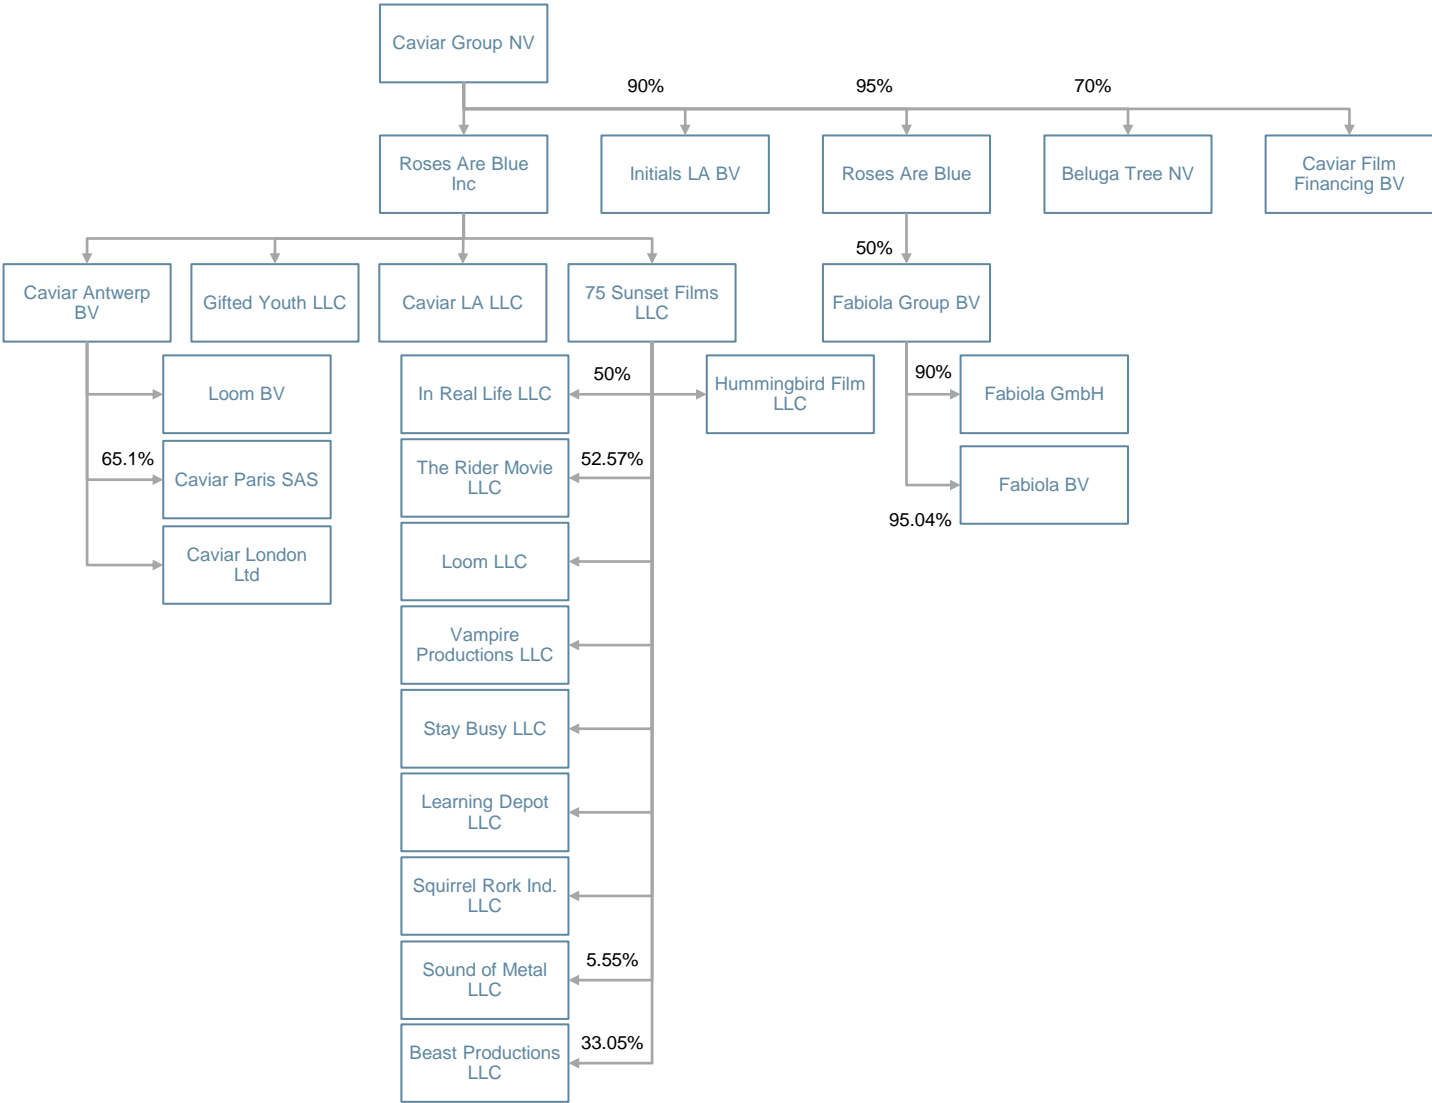 Caviar Group NV
90%
95%
70%
Roses Are Blue
Inc
Initials LA BV
Roses Are Blue
Beluga Tree NV
Caviar Film
Financing BV
50%
Caviar Antwerp
BV
Gifted Youth LLC
Caviar LA LLC
75 Sunset Films
LLC
Fabiola Group BV
Loom BV
In Real Life LLC
50%
Hummingbird Film
LLC
90%
Fabiola GmbH
65.1%
Caviar Paris SAS
The Rider Movie
LLC
52.57%
Fabiola BV
95.04%
Caviar London
Ltd
Loom LLC
Vampire
Productions LLC
Stay Busy LLC
Learning Depot
LLC
Squirrel Rork Ind.
LLC
Sound of Metal
LLC
5.55%
Beast Productions
LLC
33.05%